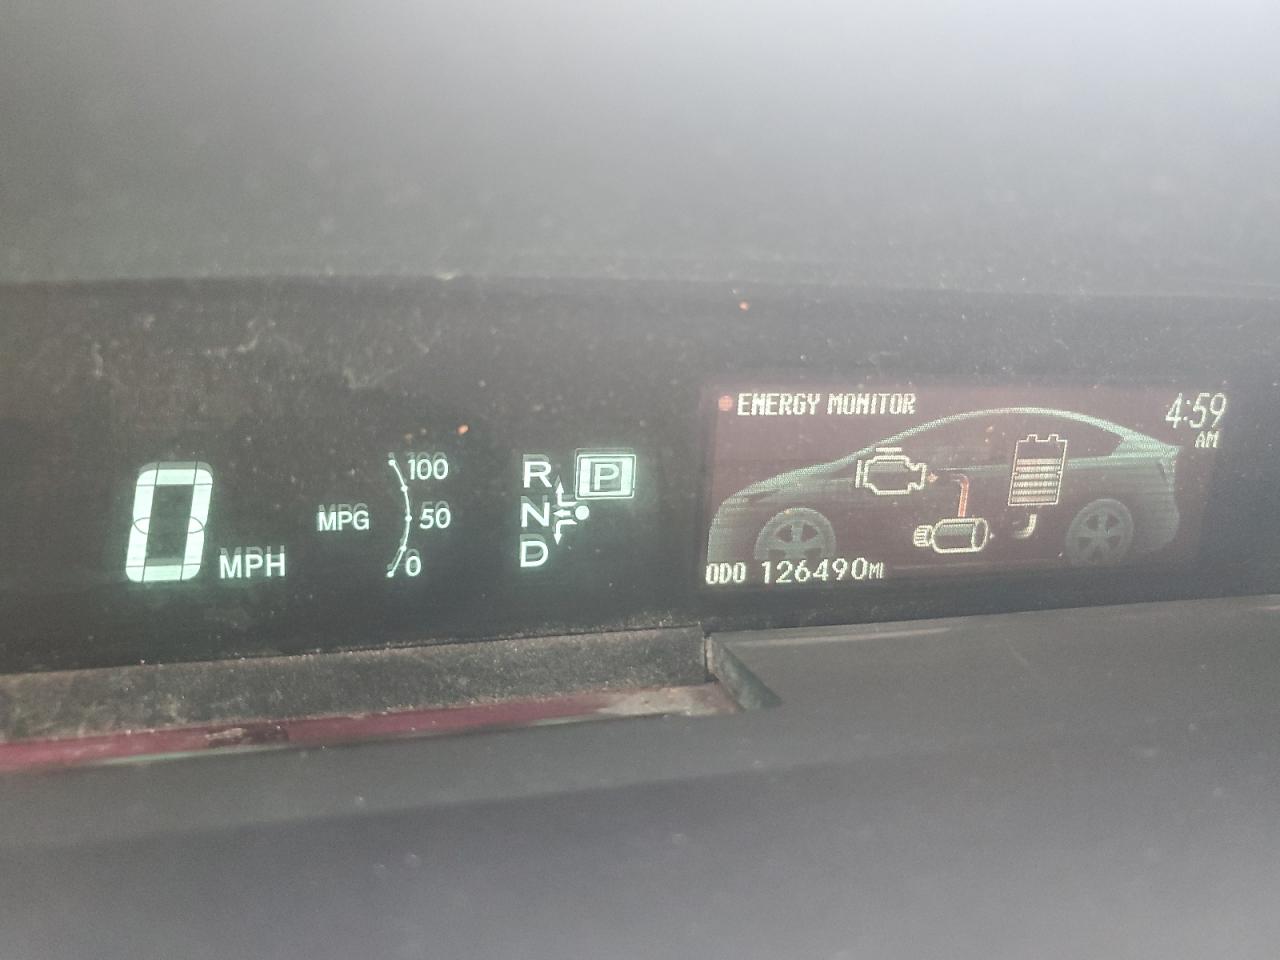 0 MPH
MPG
100
50
0
R
N
D
P
ENERGY MONITOR
4:59
AM
ODO 126490MI